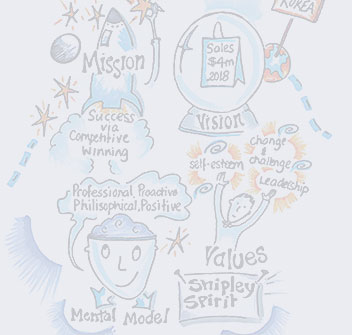 KOREA
Mission
Sales
$4m
2018
Success
via
Competitive
Winning
VISION
change
&
challenge
self-esteem
Leadership
Professional, Proactive
Philisophical, Positive
Values
Shipley
Spirit
Mental Model